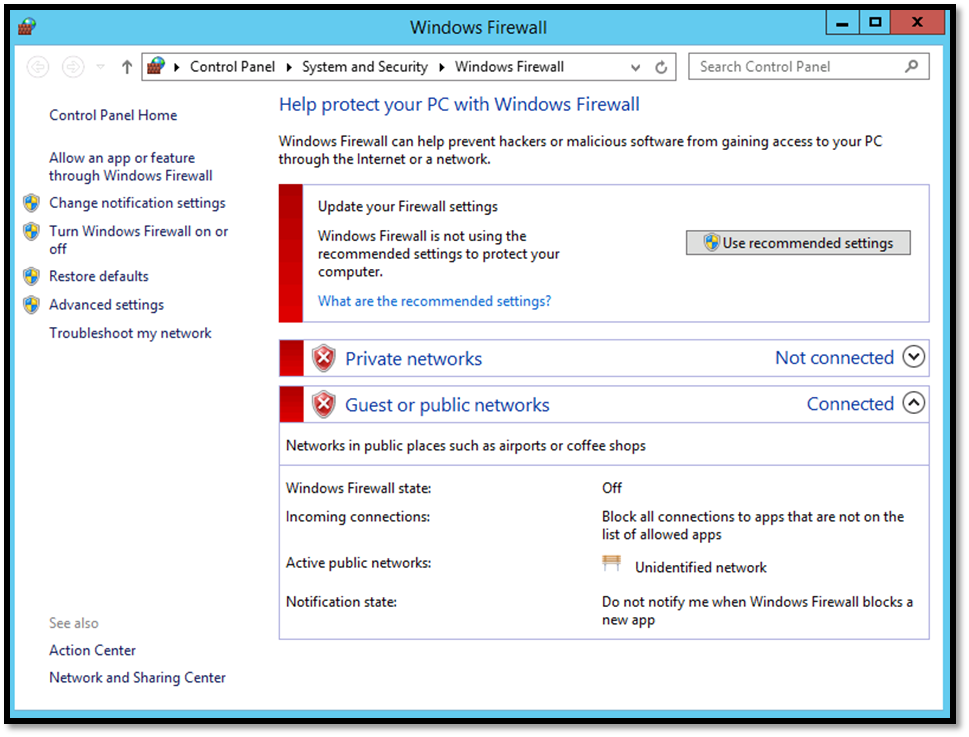 Windows Firewall
Control Panel System and Security Windows Firewall
Search Control Panel
Control Panel Home
Allow an app or feature
through Windows Firewall
Change notification settings
Turn Windows Firewall on or
off
Restore defaults
Advanced settings
Troubleshoot my network
See also
Action Center
Network and Sharing Center
Help protect your PC with Windows Firewall
Windows Firewall can help prevent hackers or malicious software from gaining access to your PC
through the Internet or a network.
Update your Firewall settings
Windows Firewall is not using the
recommended settings to protect your
computer.
What are the recommended settings?
Use recommended settings
Private networks Not connected
Guest or public networks Connected
Networks in public places such as airports or coffee shops
Windows Firewall state: Off
Incoming connections: Block all connections to apps that are not on the
list of allowed apps
Active public networks: Unidentified network
Notification state: Do not notify me when Windows Firewall blocks a
new app